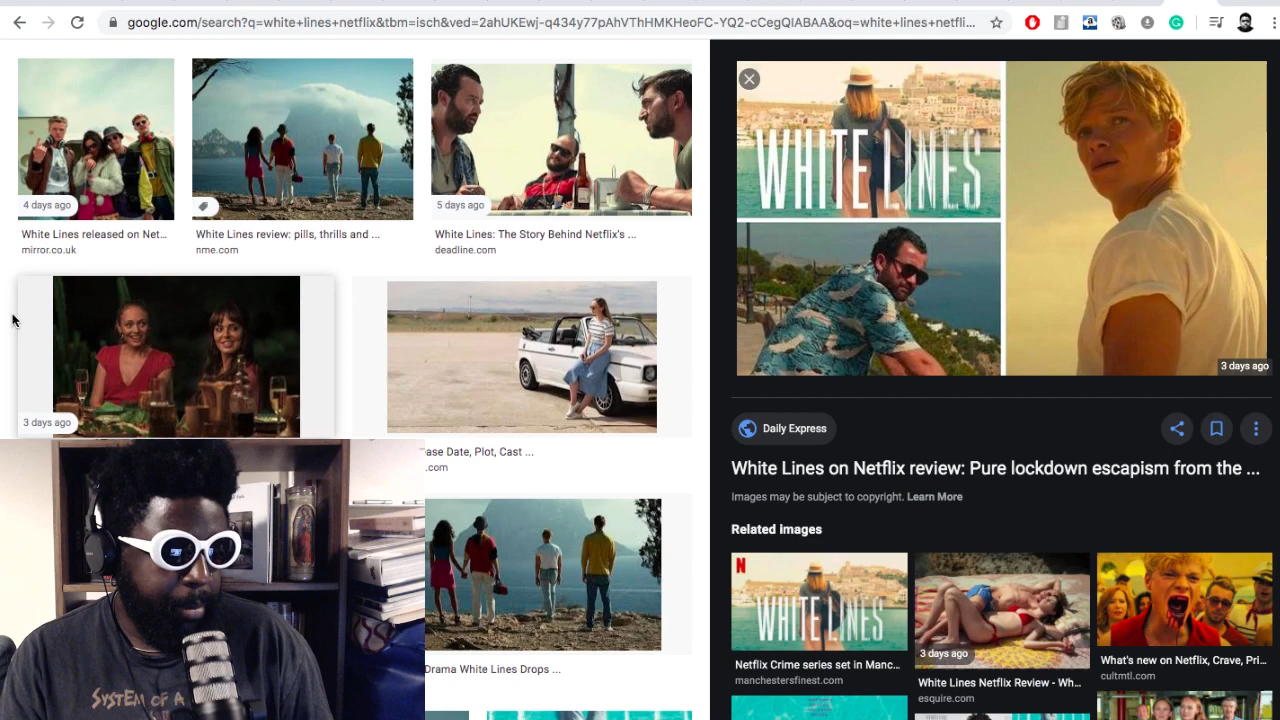 google.com/search?q=white+lines+netflix&tbm=isch&ved=2ahUKEwj-q434y77pAhVThHMKHeoFC-YQ2-cCegQIABAA&oq=white+lines+netfli...
4 days ago
White Lines released on Net...
mirror.co.uk
White Lines review: pills, thrills and ...
nme.com
5 days ago
White Lines: The Story Behind Netflix's ...
deadline.com
3 days ago
ase Date, Plot, Cast ...
.com
Drama White Lines Drops ...
SYSTEM OF A
WHITE LINES
3 days ago
Daily Express
White Lines on Netflix review: Pure lockdown escapism from the ...
Images may be subject to copyright. Learn More
Related images
N
WHITE LINES
Netflix Crime series set in Manc...
manchestersfinest.com
3 days ago
White Lines Netflix Review - Wh...
esquire.com
What's new on Netflix, Crave, Pri...
cultmtl.com